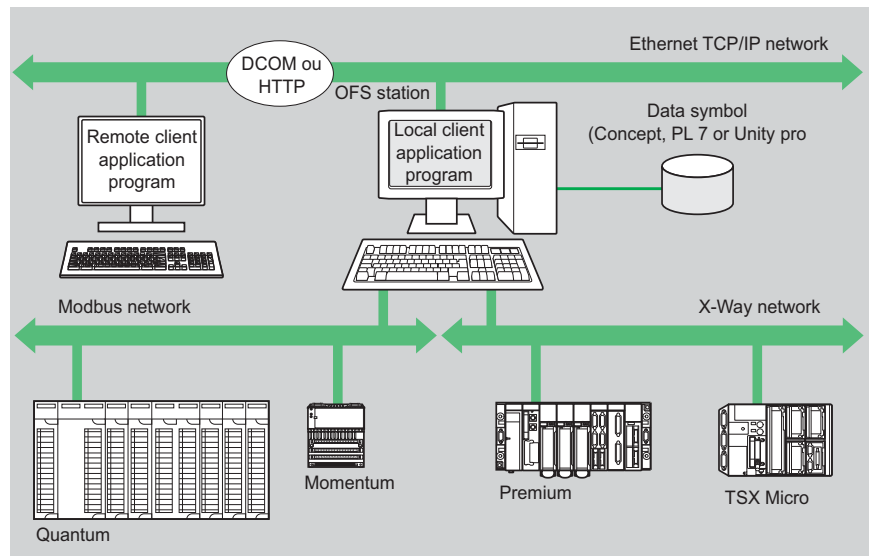 Ethernet TCP/IP network
DCOM ou
HTTP
OFS station
Data symbol
(Concept, PL 7 or Unity pro
Remote client
application
program
Local client
application
program
Modbus network
X-Way network
Momentum
Premium
TSX Micro
Quantum